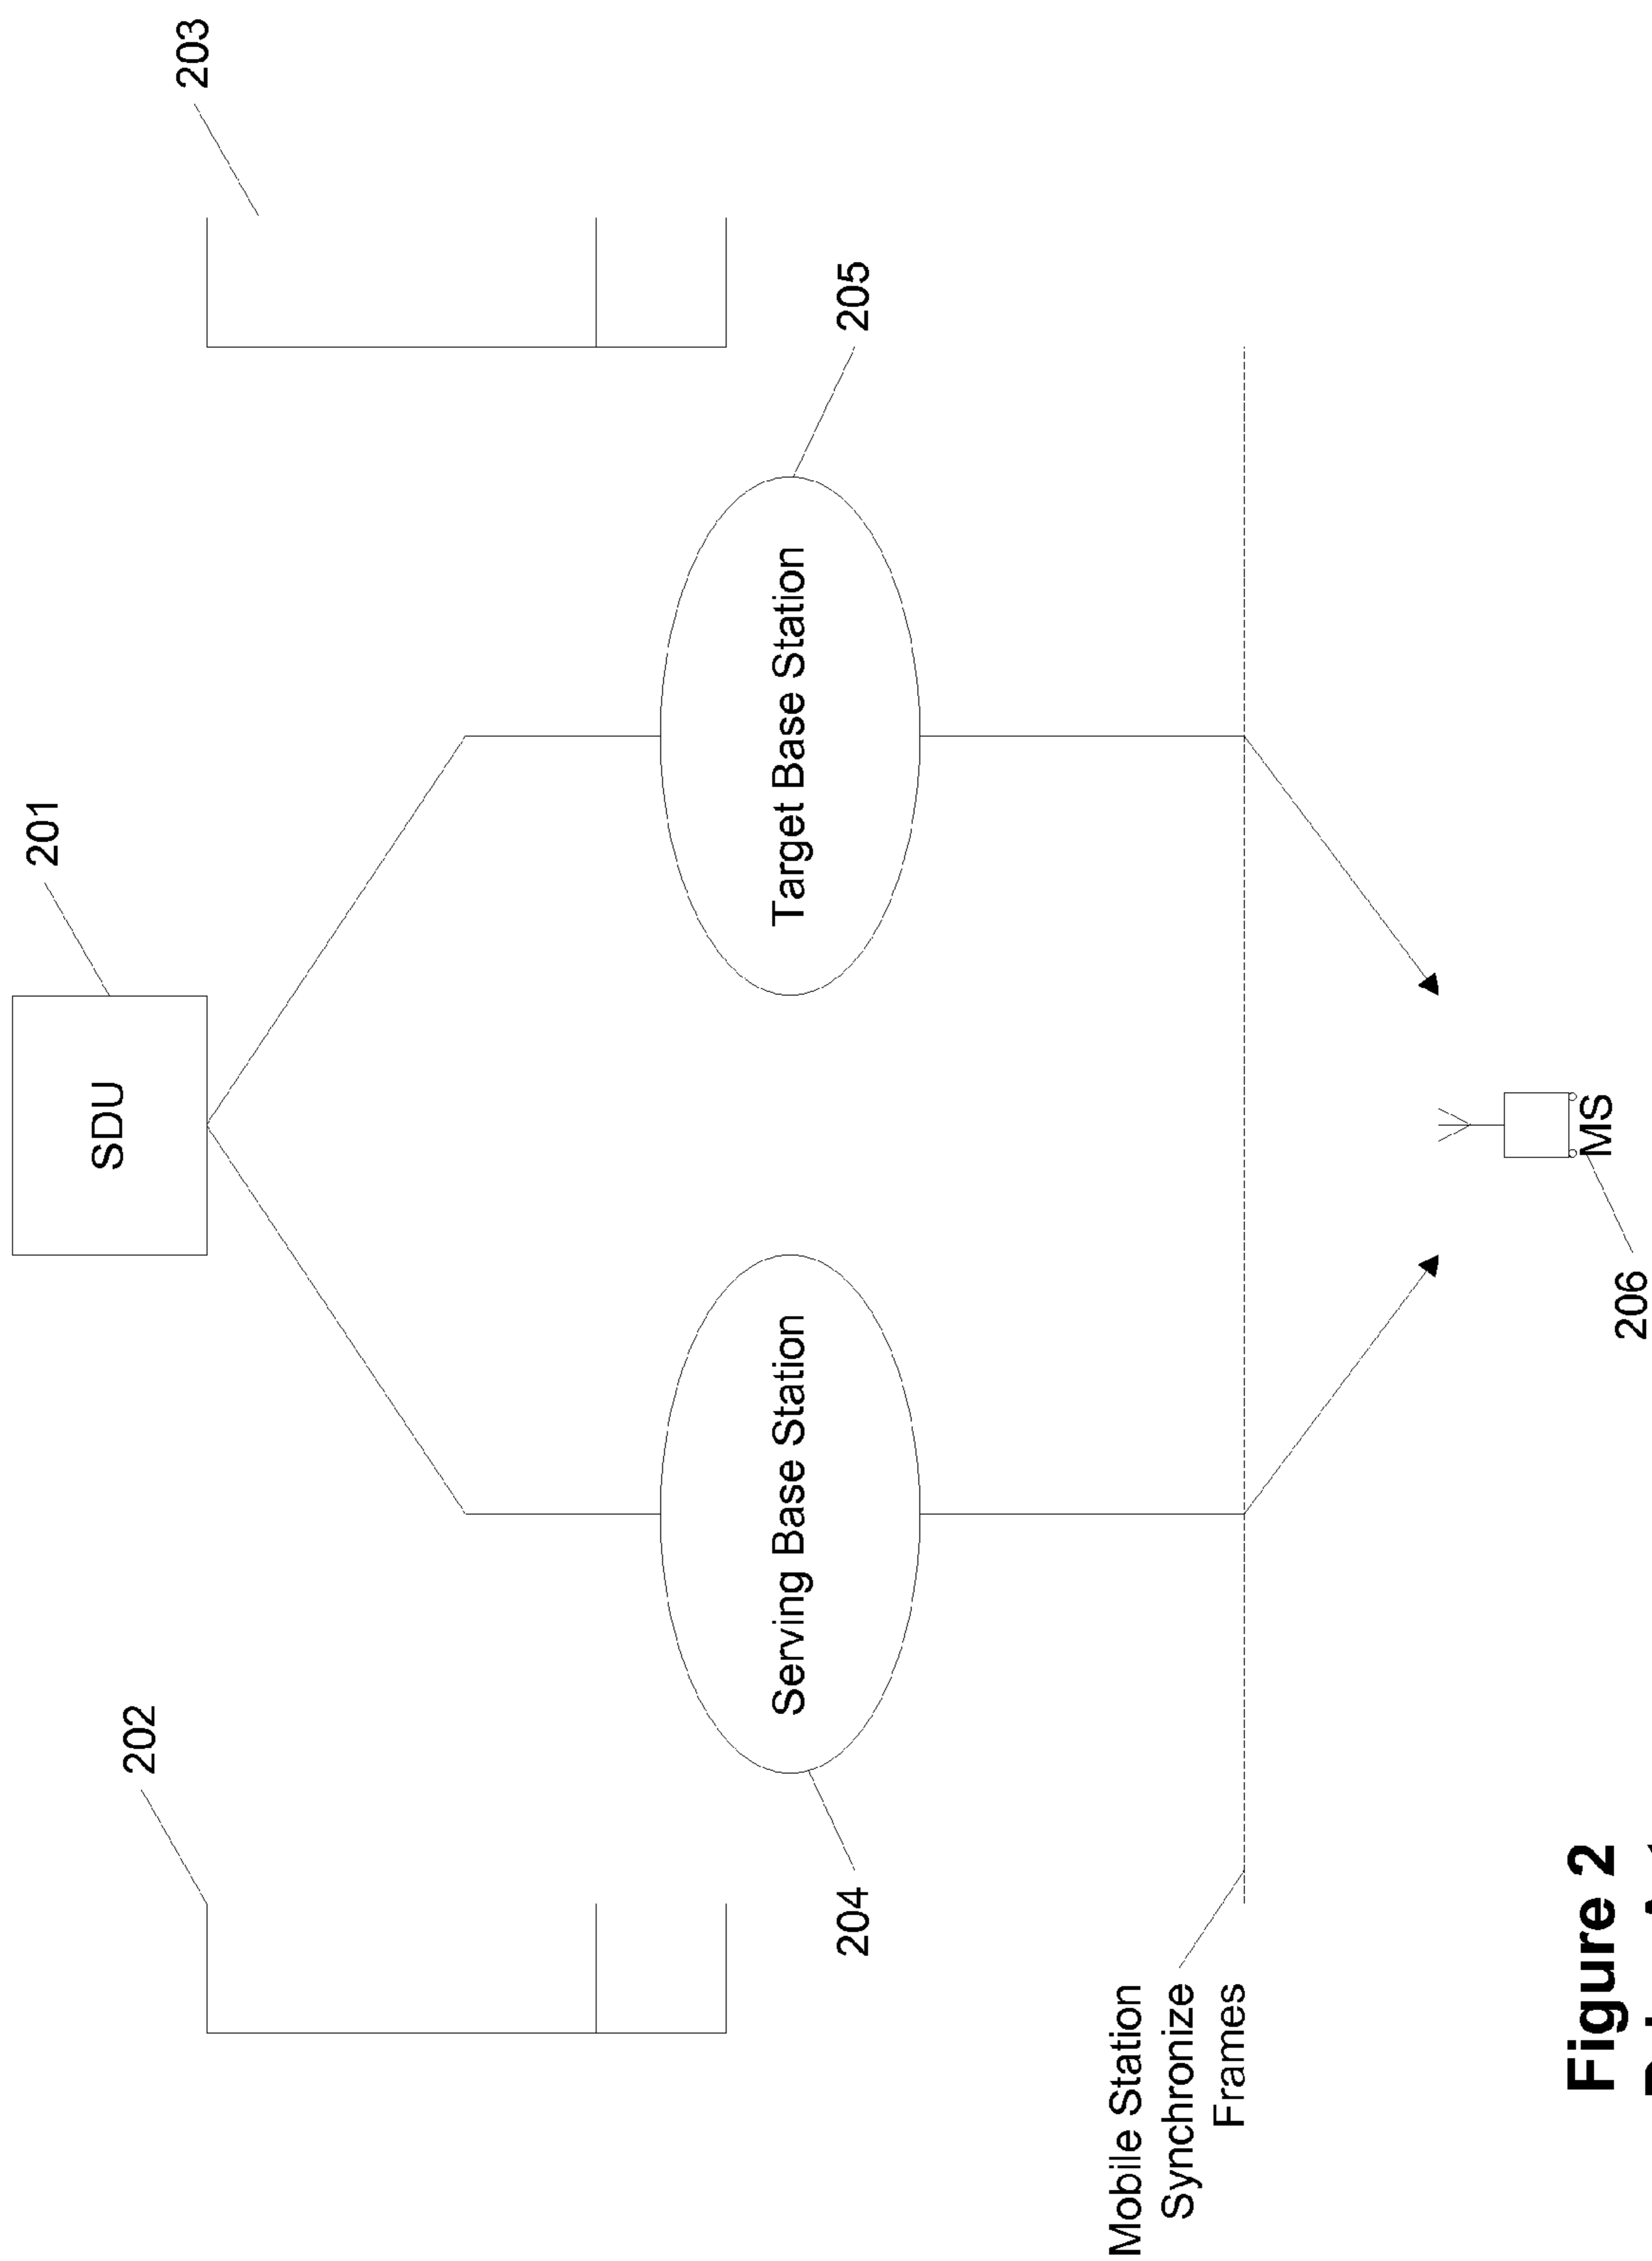 201
SDU
202
203
204
Serving Base Station
Target Base Station
205
Mobile Station
Synchronize
Frames
MS
206
Figure 2